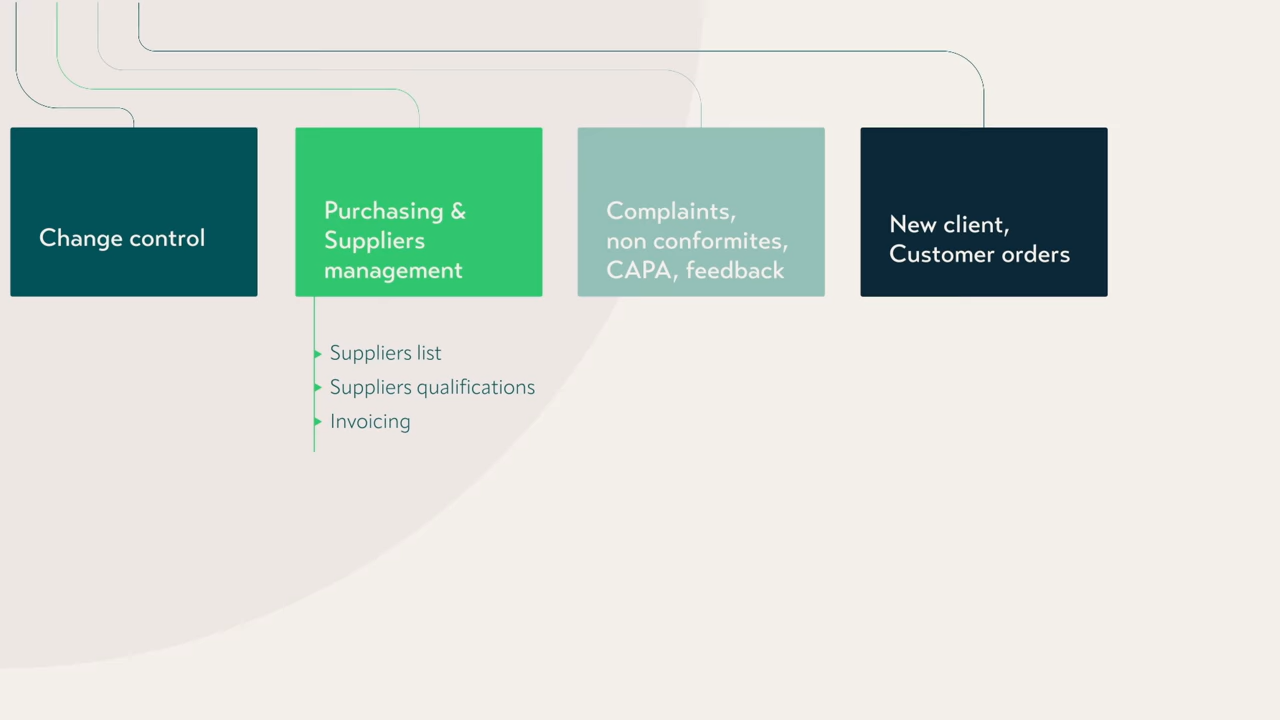 Change control
Purchasing &
Suppliers
management
Complaints,
non conformites,
CAPA, feedback
New client,
Customer orders
Suppliers list
Suppliers qualifications
Invoicing